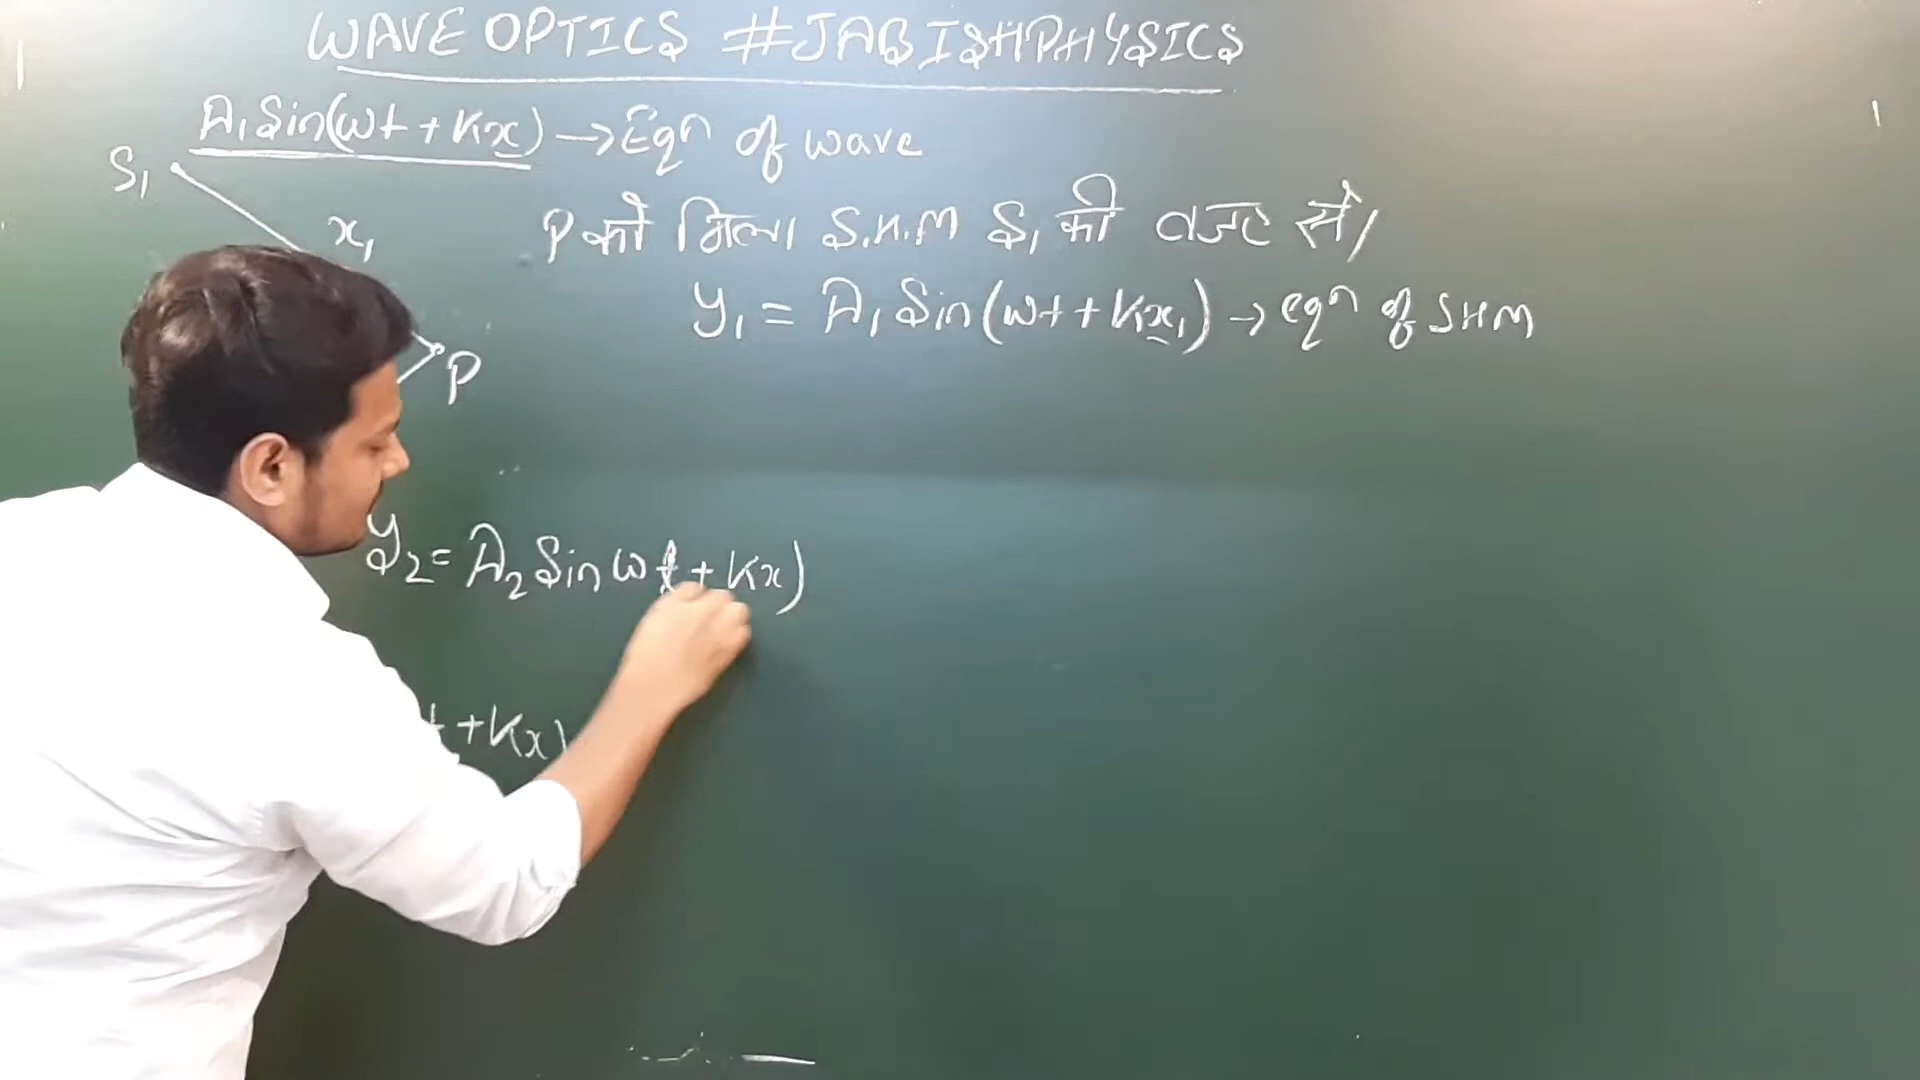 WAVE OPTICS #JABISHPHYSICS
A₁ Sin(ωt + Kx) → Eqn of wave
S₁
x₁
P को मिला S.H.M S₁ की वजह से।
y₁ = A₁ Sin(ωt + Kx₁) → eqn of SHM
P
y₂ = A₂ Sin ωt + Kx)
t + Kx)